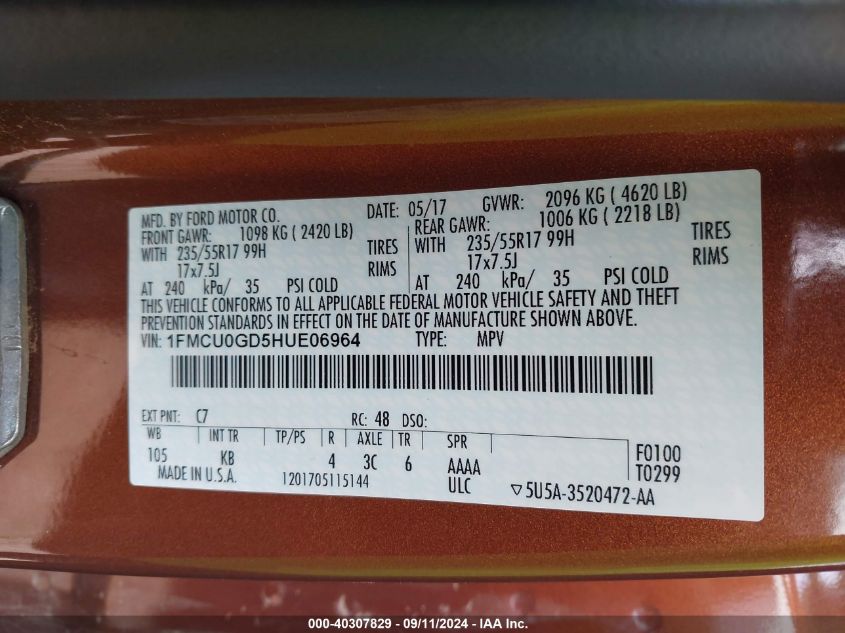 MFD. BY FORD MOTOR CO. DATE: 05/17 GVWR: 2096 KG ( 4620 LB)
FRONT GAWR: 1098 KG ( 2420 LB) REAR GAWR: 1006 KG ( 2218 LB)
WITH 235/55R17 99H TIRES WITH 235/55R17 99H TIRES
17x7.5J RIMS 17x7.5J RIMS
AT 240 kPa/ 35 PSI COLD AT 240 kPa/ 35 PSI COLD
THIS VEHICLE CONFORMS TO ALL APPLICABLE FEDERAL MOTOR VEHICLE SAFETY AND THEFT
PREVENTION STANDARDS IN EFFECT ON THE DATE OF MANUFACTURE SHOWN ABOVE.
VIN: 1FMCU0GD5HUE06964 TYPE: MPV
EXT PNT: C7 RC: 48 DSO:
WB INT TR TP/PS R AXLE TR SPR F0100
105 KB 4 3C 6 AAAA T0299
MADE IN U.S.A. 1201705115144 ULC ▽5U5A-3520472-AA
000-40307829 - 09/11/2024 - IAA Inc.